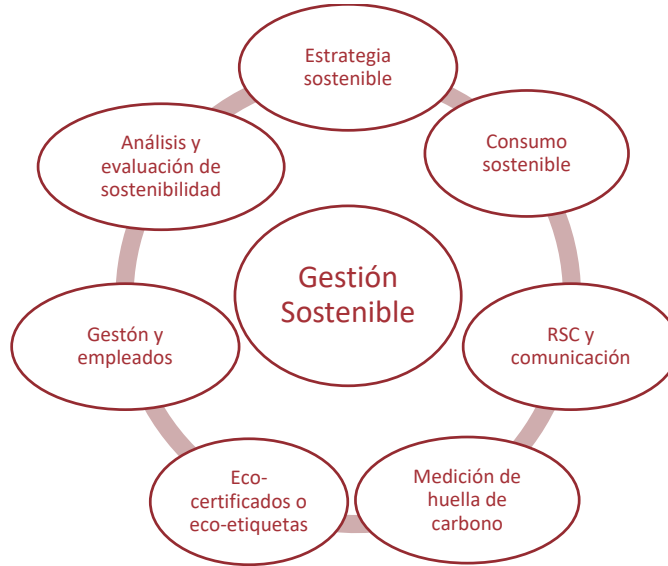 Estrategia
sostenible
Consumo
sostenible
RSC y
comunicación
Medición de
huella de
carbono
Eco-
certificados o
eco-etiquetas
Gestón y
empleados
Análisis y
evaluación de
sostenibilidad
Gestión
Sostenible